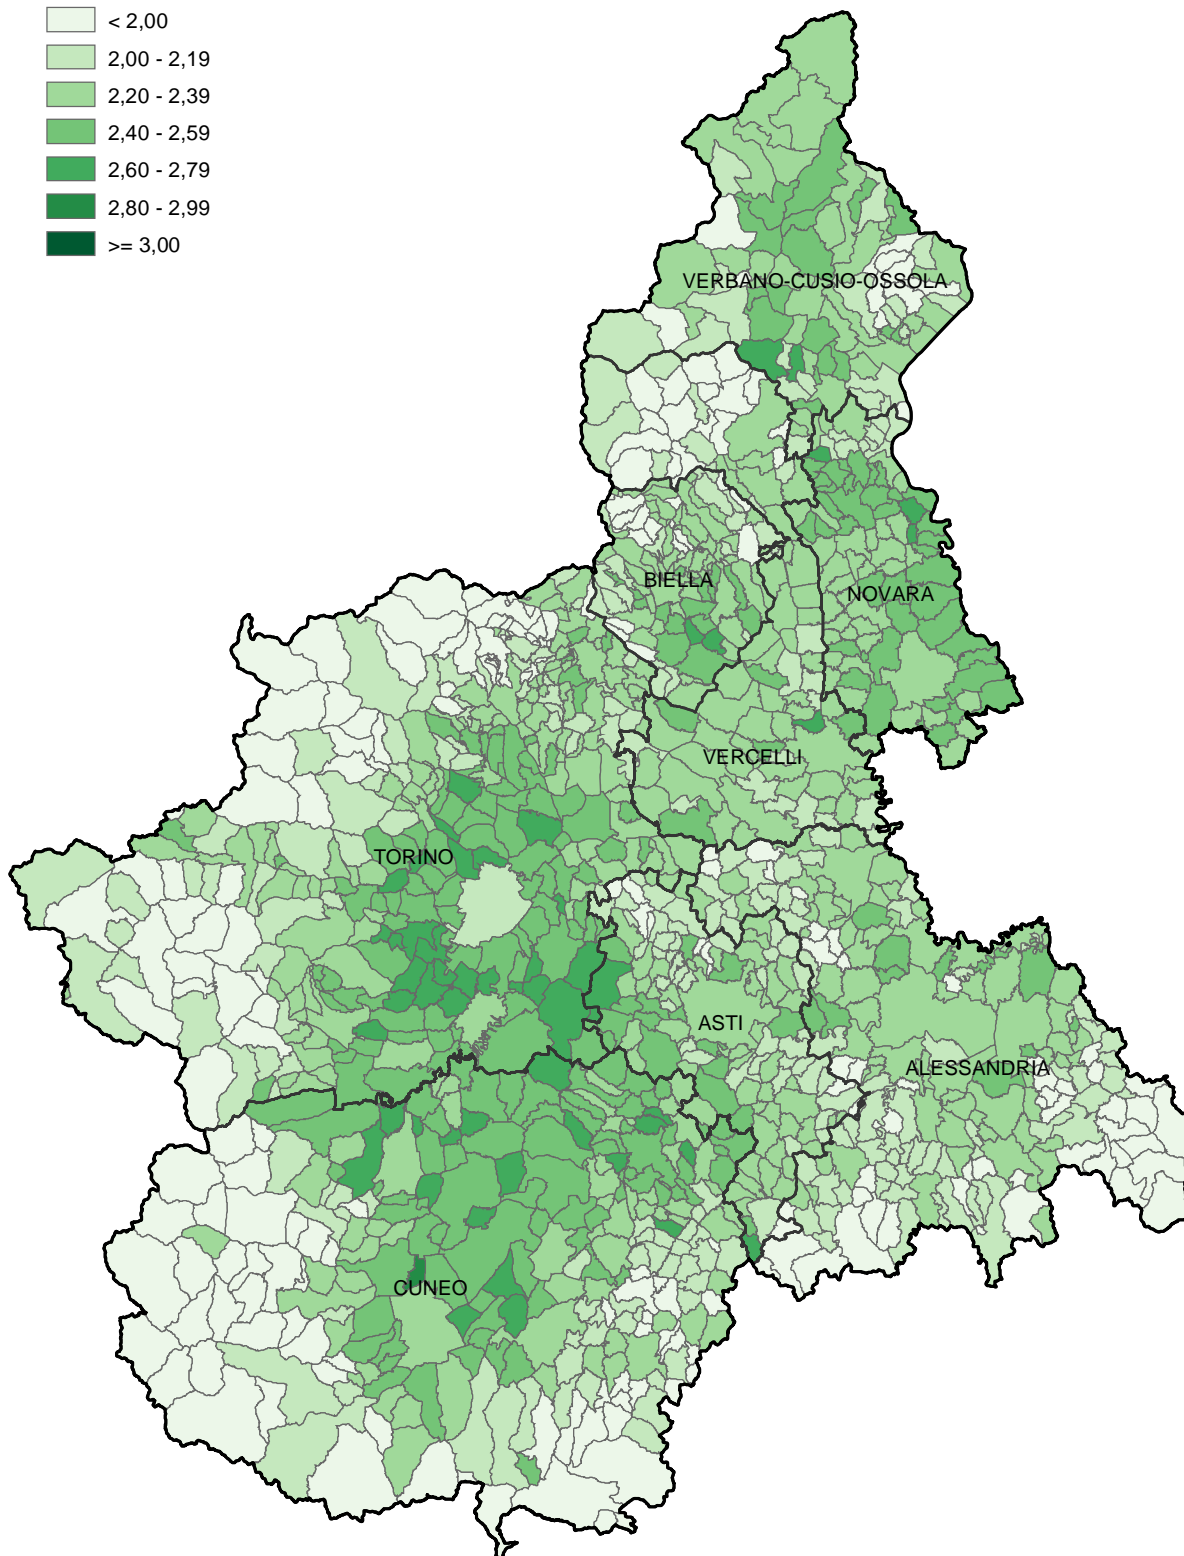 < 2,00
2,00 - 2,19
2,20 - 2,39
2,40 - 2,59
2,60 - 2,79
2,80 - 2,99
>= 3,00
VERBANO-CUSIO-OSSOLA
BIELLA
NOVARA
VERCELLI
TORINO
ASTI
ALESSANDRIA
CUNEO